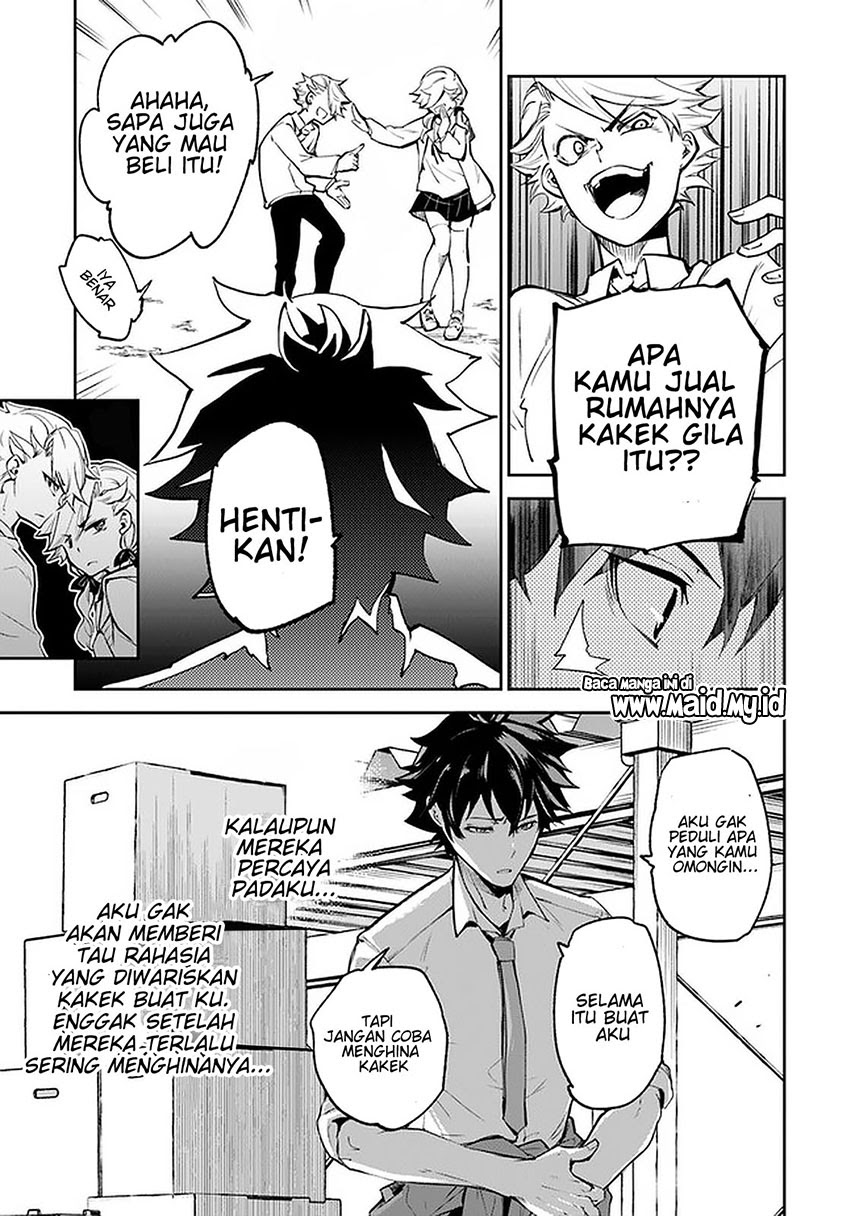 APA
KAMU JUAL
RUMAHNYA
KAKEK GILA
ITU??
AHAHA,
SAPA JUGA
YANG MAU
BELI ITU!
IYA
BENAR
HENTI-
KAN!
Baca Manga ini di
www.Maid.My.id
AKU GAK
PEDULI APA
YANG KAMU
OMONGIN...
SELAMA
ITU BUAT
AKU
TAPI
JANGAN COBA
MENGHINA
KAKEK
KALAUPUN
MEREKA
PERCAYA
PADAKU...
AKU GAK
AKAN MEMBERI
TAU RAHASIA
YANG DIWARISKAN
KAKEK BUAT KU.
ENGGAK SETELAH
MEREKA TERLALU
SERING MENGHINANYA...